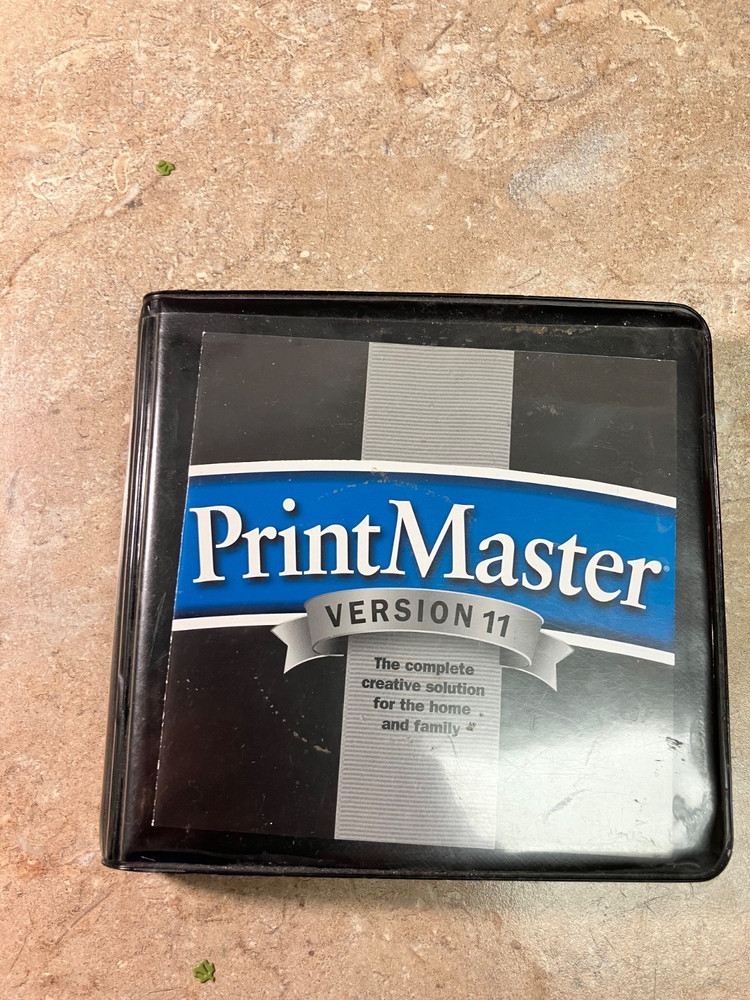 PrintMaster®
VERSION 11
The complete
creative solution
for the home
and family